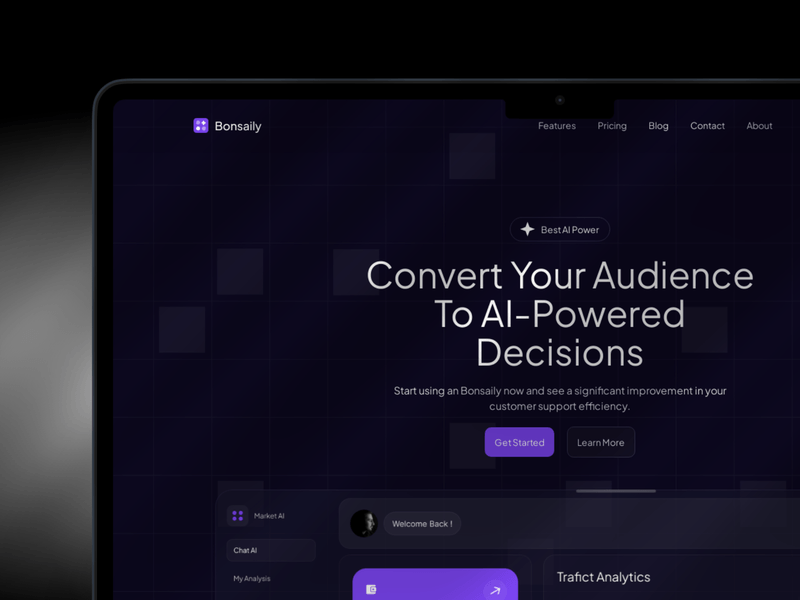 Bonsaily
Features Pricing Blog Contact About
Best AI Power
Convert Your Audience
To AI-Powered
Decisions
Start using an Bonsaily now and see a significant improvement in your
customer support efficiency.
Get Started Learn More
Market AI
Welcome Back !
Chat AI
My Analysis
Trafict Analytics